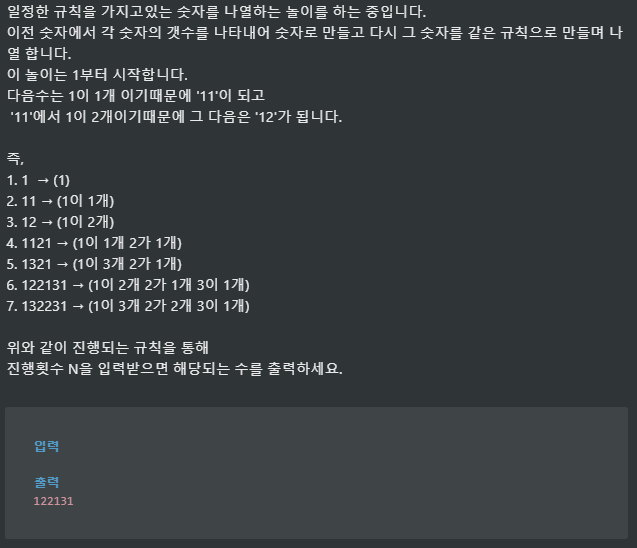 일정한 규칙을 가지고있는 숫자를 나열하는 놀이를 하는 중입니다.
이전 숫자에서 각 숫자의 갯수를 나타내어 숫자로 만들고 다시 그 숫자를 같은 규칙으로 만들며 나
열 합니다.
이 놀이는 1부터 시작합니다.
다음수는 1이 1개 이기때문에 '11'이 되고
'11'에서 1이 2개이기때문에 그 다음은 '12'가 됩니다.
즉,
1. 1 → (1)
2. 11 → (1이 1개)
3. 12 → (1이 2개)
4. 1121 → (1이 1개 2가 1개)
5. 1321 → (1이 3개 2가 1개)
6. 122131 → (1이 2개 2가 1개 3이 1개)
7. 132231 → (1이 3개 2가 2개 3이 1개)
위와 같이 진행되는 규칙을 통해
진행횟수 N을 입력받으면 해당되는 수를 출력하세요.
입력
출력
122131